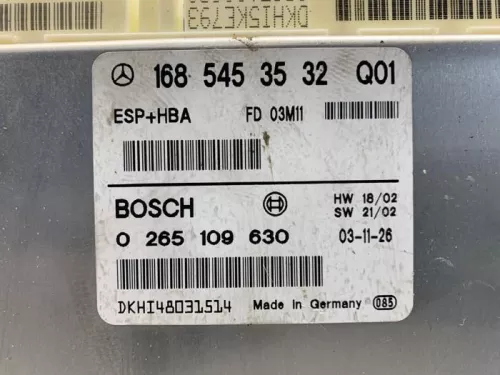 DKHI5KE793
168 545 35 32 Q01
ESP+HBA FD 03M11
BOSCH HW 18/02
SW 21/02
0 265 109 630 03-11-26
DKHI48031514 Made in Germany 085